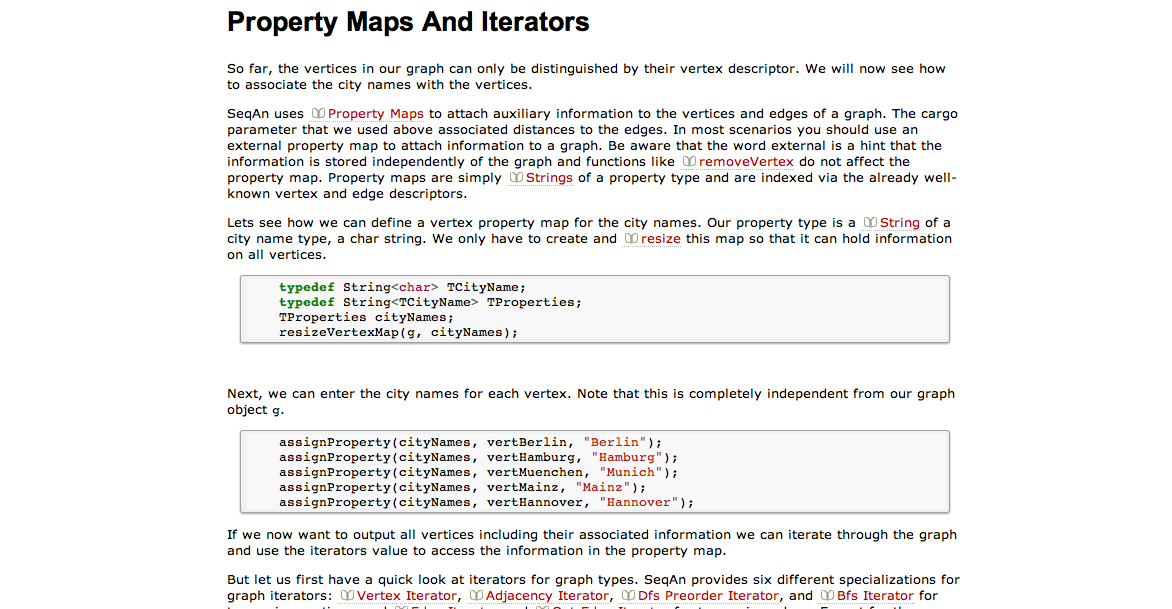 Property Maps And Iterators
So far, the vertices in our graph can only be distinguished by their vertex descriptor. We will now see how
to associate the city names with the vertices.
SeqAn uses Property Maps to attach auxiliary information to the vertices and edges of a graph. The cargo
parameter that we used above associated distances to the edges. In most scenarios you should use an
external property map to attach information to a graph. Be aware that the word external is a hint that the
information is stored independently of the graph and functions like removeVertex do not affect the
property map. Property maps are simply Strings of a property type and are indexed via the already well-
known vertex and edge descriptors.
Lets see how we can define a vertex property map for the city names. Our property type is a String of a
city name type, a char string. We only have to create and resize this map so that it can hold information
on all vertices.
typedef String<char> TCityName;
typedef String<TCityName> TProperties;
TProperties cityNames;
resizeVertexMap(g, cityNames);
Next, we can enter the city names for each vertex. Note that this is completely independent from our graph
object g.
assignProperty(cityNames, vertBerlin, "Berlin");
assignProperty(cityNames, vertHamburg, "Hamburg");
assignProperty(cityNames, vertMuenchen, "Munich");
assignProperty(cityNames, vertMainz, "Mainz");
assignProperty(cityNames, vertHannover, "Hannover");
If we now want to output all vertices including their associated information we can iterate through the graph
and use the iterators value to access the information in the property map.
But let us first have a quick look at iterators for graph types. SeqAn provides six different specializations for
graph iterators: Vertex Iterator, Adjacency Iterator, Dfs Preorder Iterator, and Bfs Iterator for